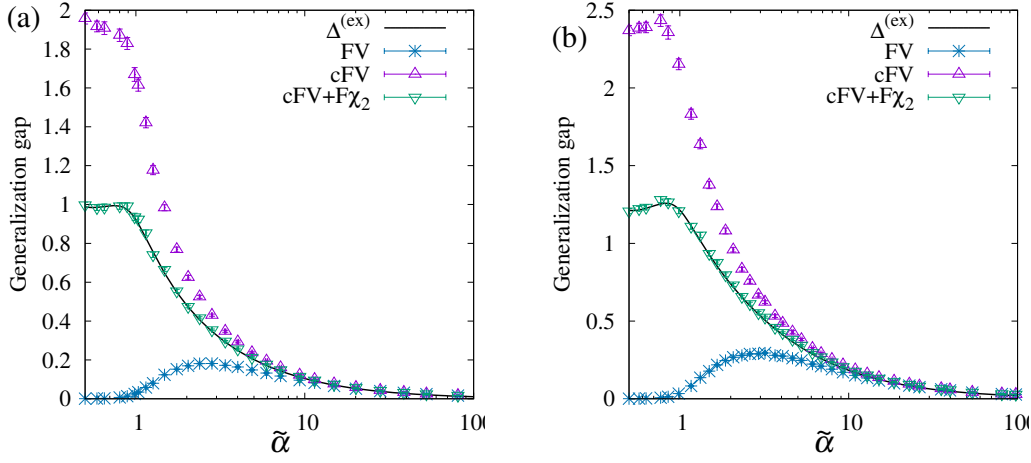 (a)
Generalization gap
2
1.8
1.6
1.4
1.2
1
0.8
0.6
0.4
0.2
0
1
10
100
α̃
Δ(ex)
FV
cFV
cFV+Fχ2
(b)
Generalization gap
2.5
2
1.5
1
0.5
0
1
10
100
α̃
Δ(ex)
FV
cFV
cFV+Fχ2